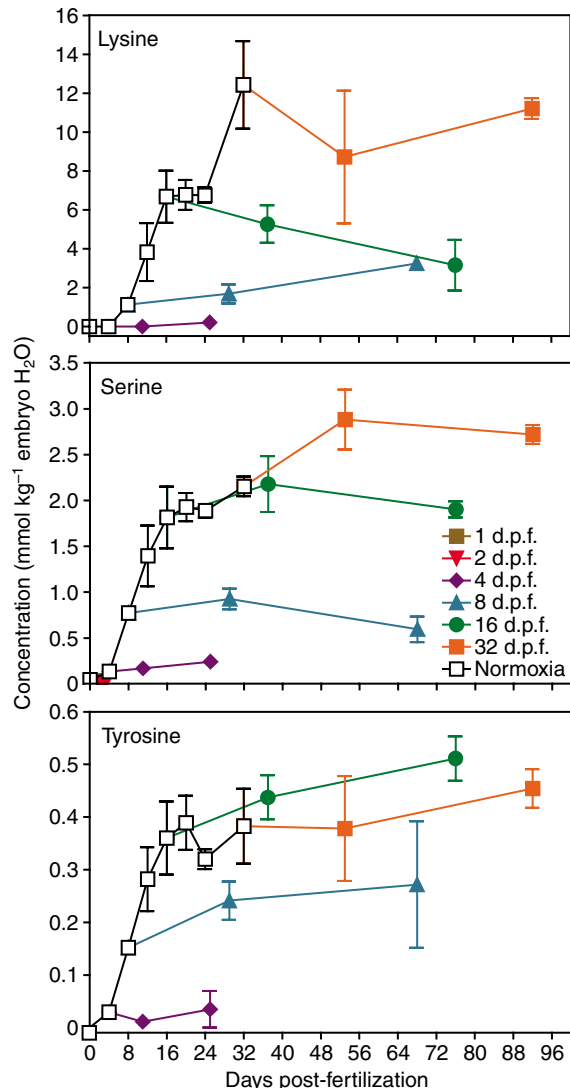 16
Lysine
14
12
10
8
6
4
2
0
3.5
Serine
3.0
2.5
2.0
1.5
1.0
0.5
0
1 d.p.f.
2 d.p.f.
4 d.p.f.
8 d.p.f.
16 d.p.f.
32 d.p.f.
Normoxia
0.6
Tyrosine
0.5
0.4
0.3
0.2
0.1
0
0 8 16 24 32 40 48 56 64 72 80 88 96
Days post-fertilization
Concentration (mmol kg⁻¹ embryo H₂O)